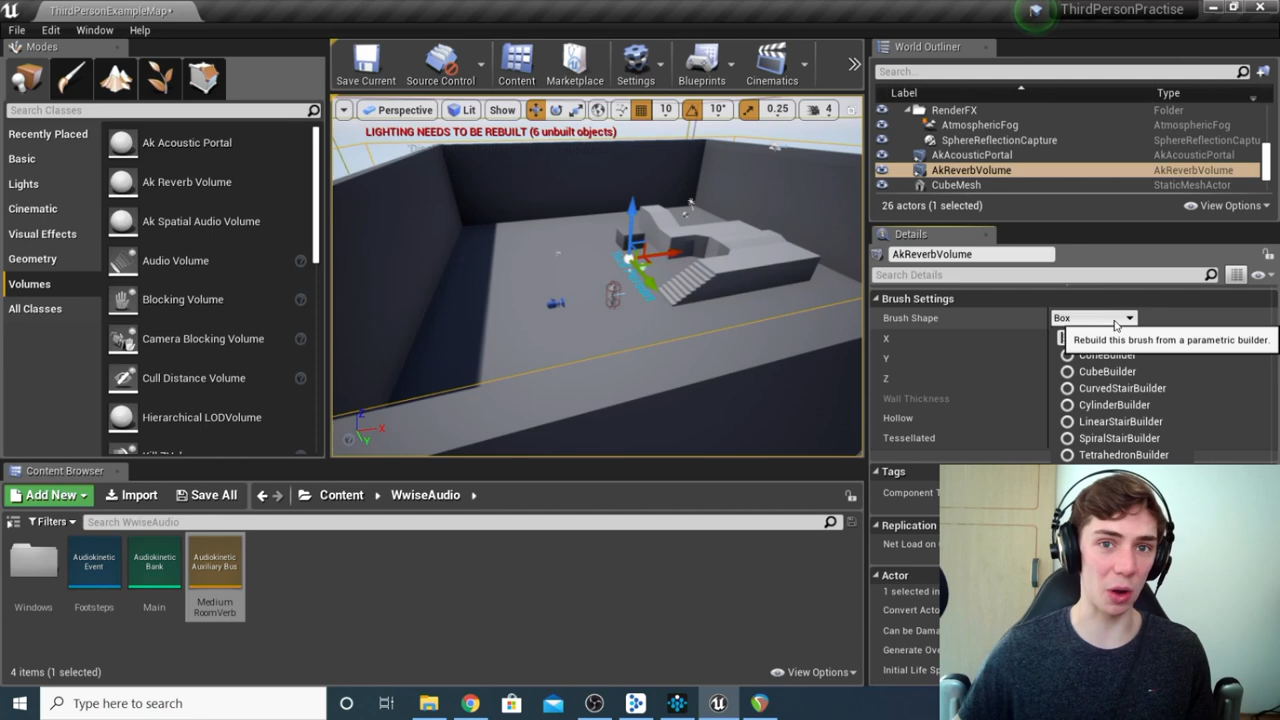 ThirdPersonExampleMap*
ThirdPersonPractise
File Edit Window Help
Modes
Search Classes
Recently Placed
Basic
Lights
Cinematic
Visual Effects
Geometry
Volumes
All Classes
Ak Acoustic Portal
Ak Reverb Volume
Ak Spatial Audio Volume
Audio Volume
Blocking Volume
Camera Blocking Volume
Cull Distance Volume
Hierarchical LODVolume
Save Current Source Control Content Marketplace Settings Blueprints Cinematics
Perspective Lit Show 10 10° 0.25 4
LIGHTING NEEDS TO BE REBUILT (6 unbuilt objects)
Z
X
Y
World Outliner
Search...
Label Type
RenderFX Folder
AtmosphericFog AtmosphericFog
SphereReflectionCapture SphereReflectionCaptu
AkAcousticPortal AkAcousticPortal
AkReverbVolume AkReverbVolume
CubeMesh StaticMeshActor
26 actors (1 selected) View Options
Details
AkReverbVolume
Search Details
Brush Settings
Brush Shape Box
Rebuild this brush from a parametric builder.
X
Y
Z
Wall Thickness
Hollow
Tessellated
ConeBuilder
CubeBuilder
CurvedStairBuilder
CylinderBuilder
LinearStairBuilder
SpiralStairBuilder
TetrahedronBuilder
Tags
Component T
Replication
Net Load on
Actor
1 selected in
Convert Acto
Can be Dama
Generate Ove
Initial Life S
Content Browser
Add New Import Save All Content WwiseAudio
Filters Search WwiseAudio
Audiokinetic Event
Audiokinetic Bank
Audiokinetic Auxiliary Bus
Windows Footsteps Main Medium RoomVerb
4 items (1 selected) View Options
Type here to search